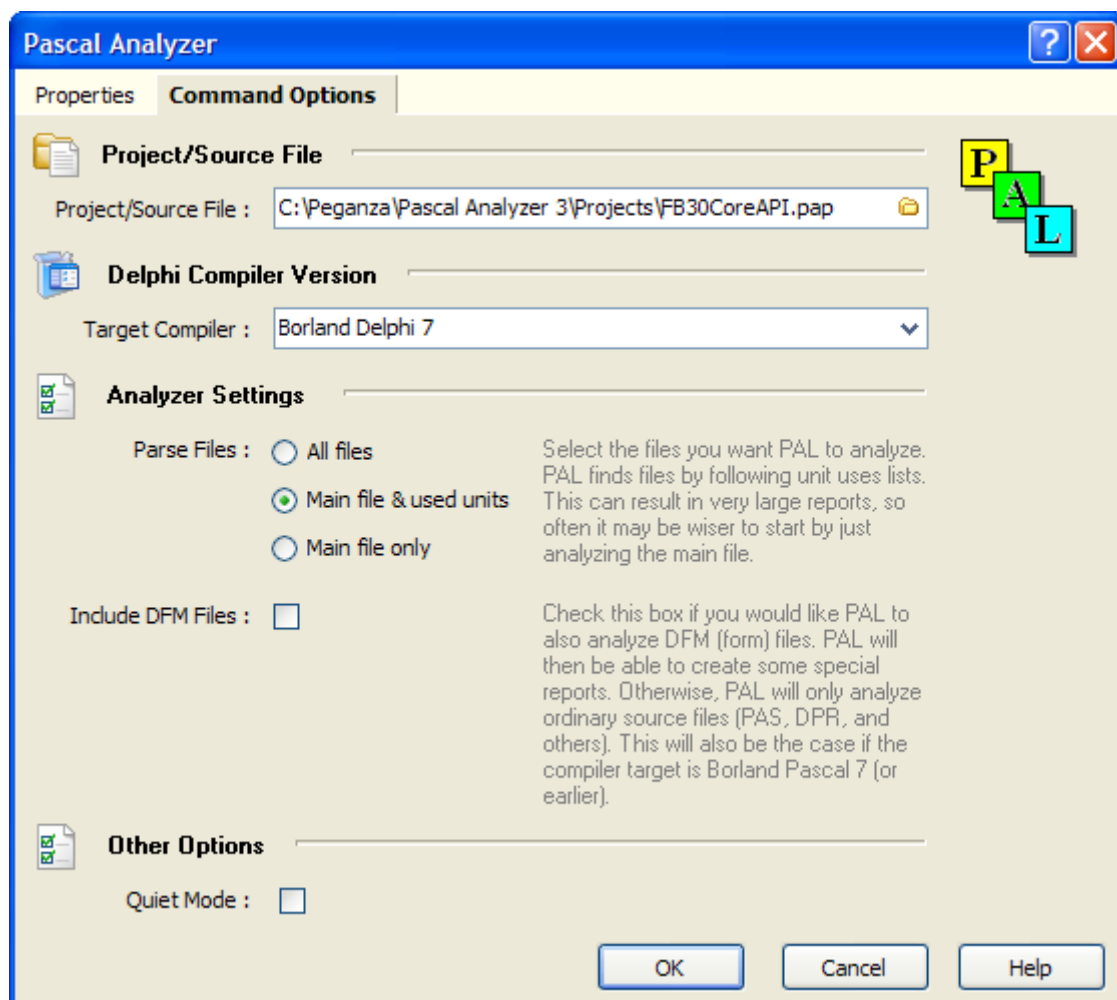 Pascal Analyzer
Properties
Command Options
Project/Source File
P
A
L
Project/Source File :
C:\Peganza\Pascal Analyzer 3\Projects\FB30CoreAPI.pap
Delphi Compiler Version
Target Compiler :
Borland Delphi 7
Analyzer Settings
Parse Files :
All files
Main file & used units
Main file only
Select the files you want PAL to analyze.
PAL finds files by following unit uses lists.
This can result in very large reports, so
often it may be wiser to start by just
analyzing the main file.
Include DFM Files :
Check this box if you would like PAL to
also analyze DFM (form) files. PAL will
then be able to create some special
reports. Otherwise, PAL will only analyze
ordinary source files (PAS, DPR, and
others). This will also be the case if the
compiler target is Borland Pascal 7 (or
earlier).
Other Options
Quiet Mode :
OK
Cancel
Help